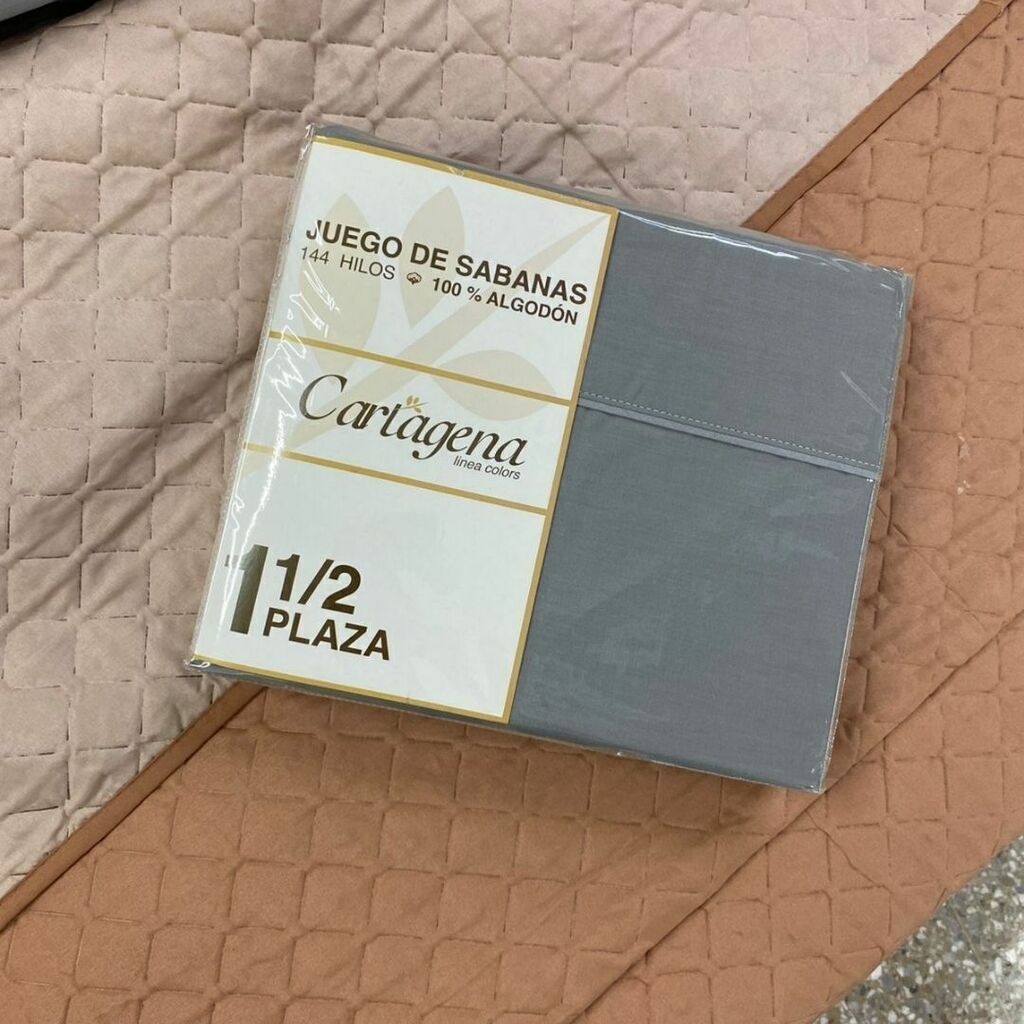 JUEGO DE SABANAS
144 HILOS 100 % ALGODÓN
Cartagena
linea colors
1 1/2
PLAZA